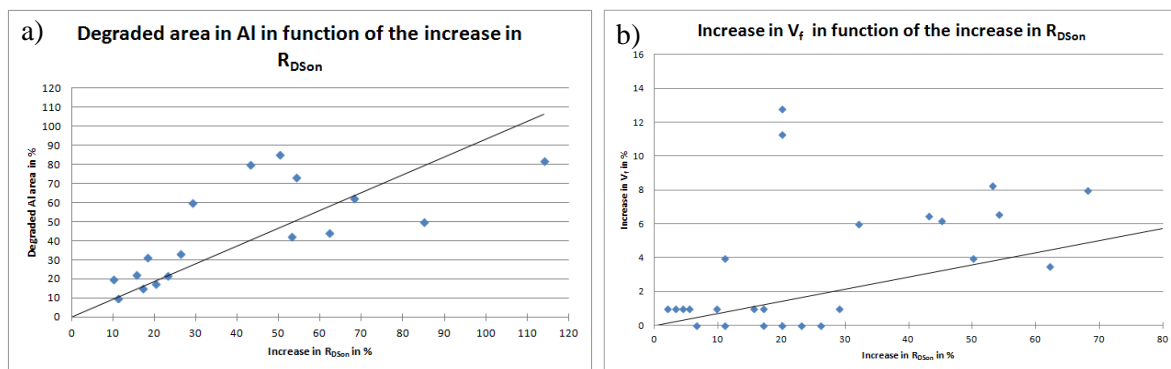 a)
Degraded area in Al in function of the increase in
RDSon
Degraded Al area in %
120
110
100
90
80
70
60
50
40
30
20
10
0
0 10 20 30 40 50 60 70 80 90 100 110 120
Increase in RDSon in %
b)
Increase in Vf in function of the increase in RDSon
Increase in Vf in %
16
14
12
10
8
6
4
2
0
0 10 20 30 40 50 60 70 80
Increase in RDSon in %